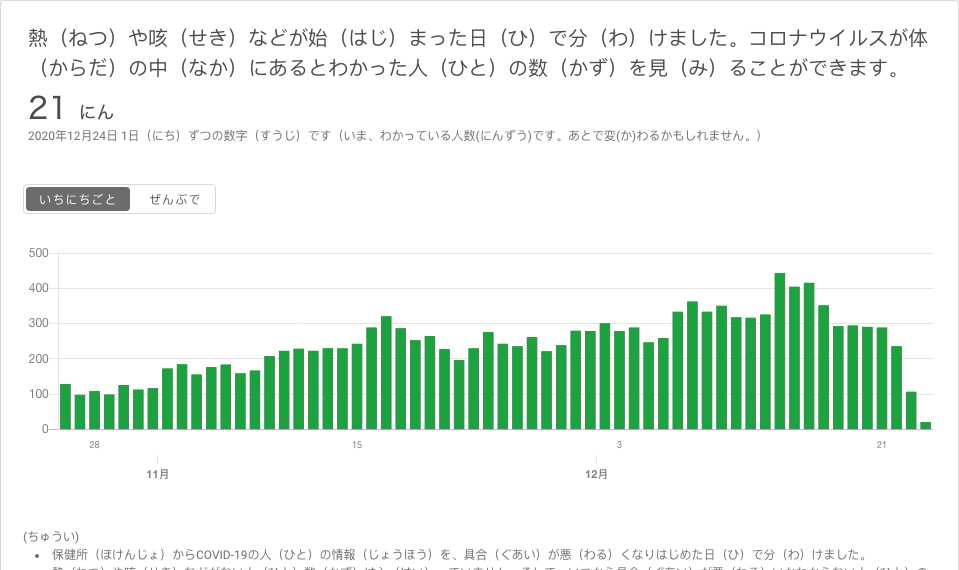 熱（ねつ）や咳（せき）などが始（はじ）まった日（ひ）で分（わ）けました。コロナウイルスが体
（からだ）の中（なか）にあるとわかった人（ひと）の数（かず）を見（み）ることができます。
21 にん
2020年12月24日 1日（にち）ずつの数字（すうじ）です（いま、わかっている人数(にんずう)です。あとで変(か)わるかもしれません。）
いちにちごと ぜんぶで
500
400
300
200
100
0
28 15 3 21
11月 12月
(ちゅうい)
• 保健所（ほけんじょ）からCOVID-19の人（ひと）の情報（じょうほう）を、具合（ぐあい）が悪（わる）くなりはじめた日（ひ）で分（わ）けました。